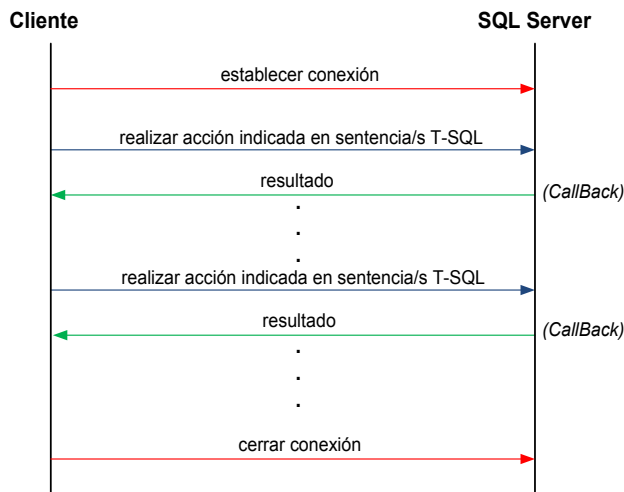 Cliente
SQL Server
establecer conexión
realizar acción indicada en sentencia/s T-SQL
resultado
(CallBack)
.
.
.
realizar acción indicada en sentencia/s T-SQL
resultado
(CallBack)
.
.
.
cerrar conexión